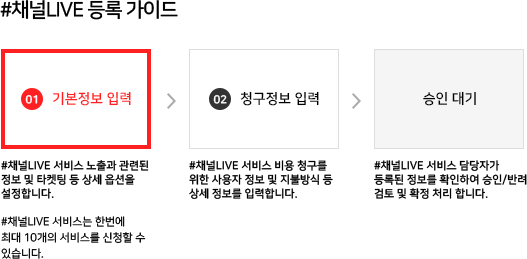 #채널LIVE 등록 가이드
01 기본정보 입력
02 청구정보 입력
승인 대기
#채널LIVE 서비스 노출과 관련된
정보 및 타켓팅 등 상세 옵션을
설정합니다.
#채널LIVE 서비스는 한번에
최대 10개의 서비스를 신청할 수
있습니다.
#채널LIVE 서비스 비용 청구를
위한 사용자 정보 및 지불방식 등
상세 정보를 입력합니다.
#채널LIVE 서비스 담당자가
등록된 정보를 확인하여 승인/반려
검토 및 확정 처리 합니다.